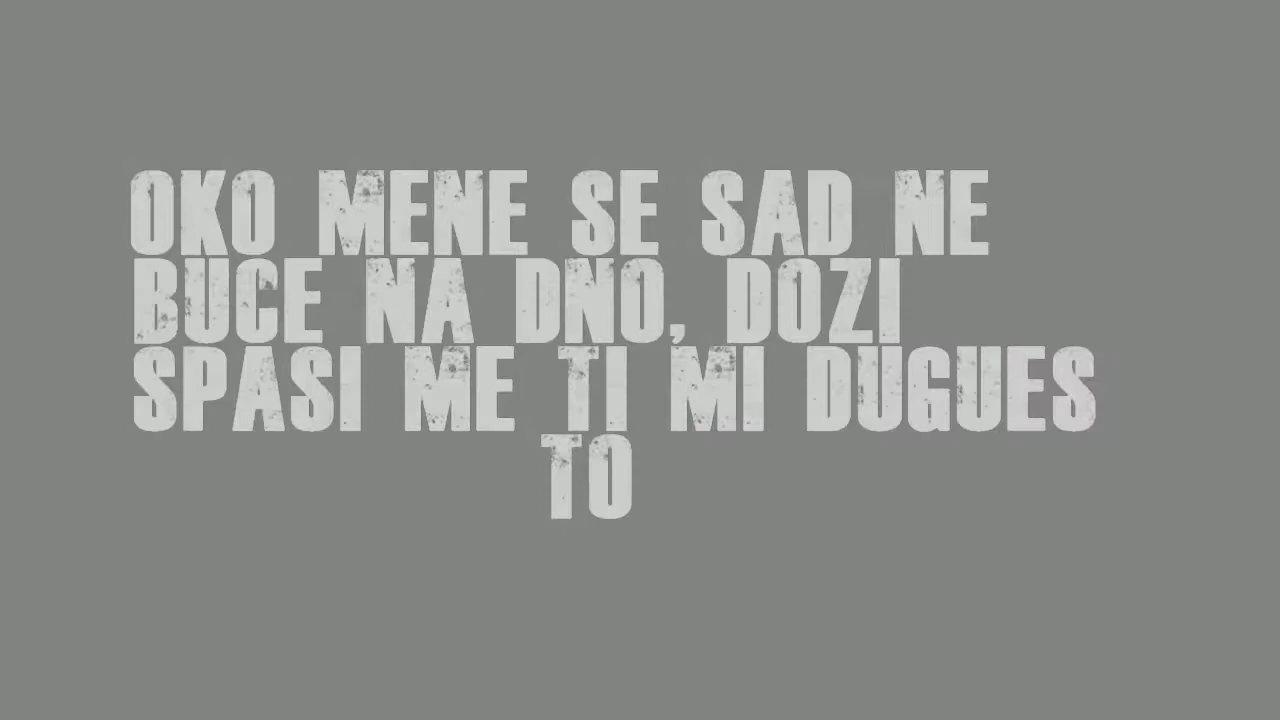 OKO MENE SE SAD NE
BUCE NA DNO, DOZI
SPASI ME TI MI DUGUES
TO